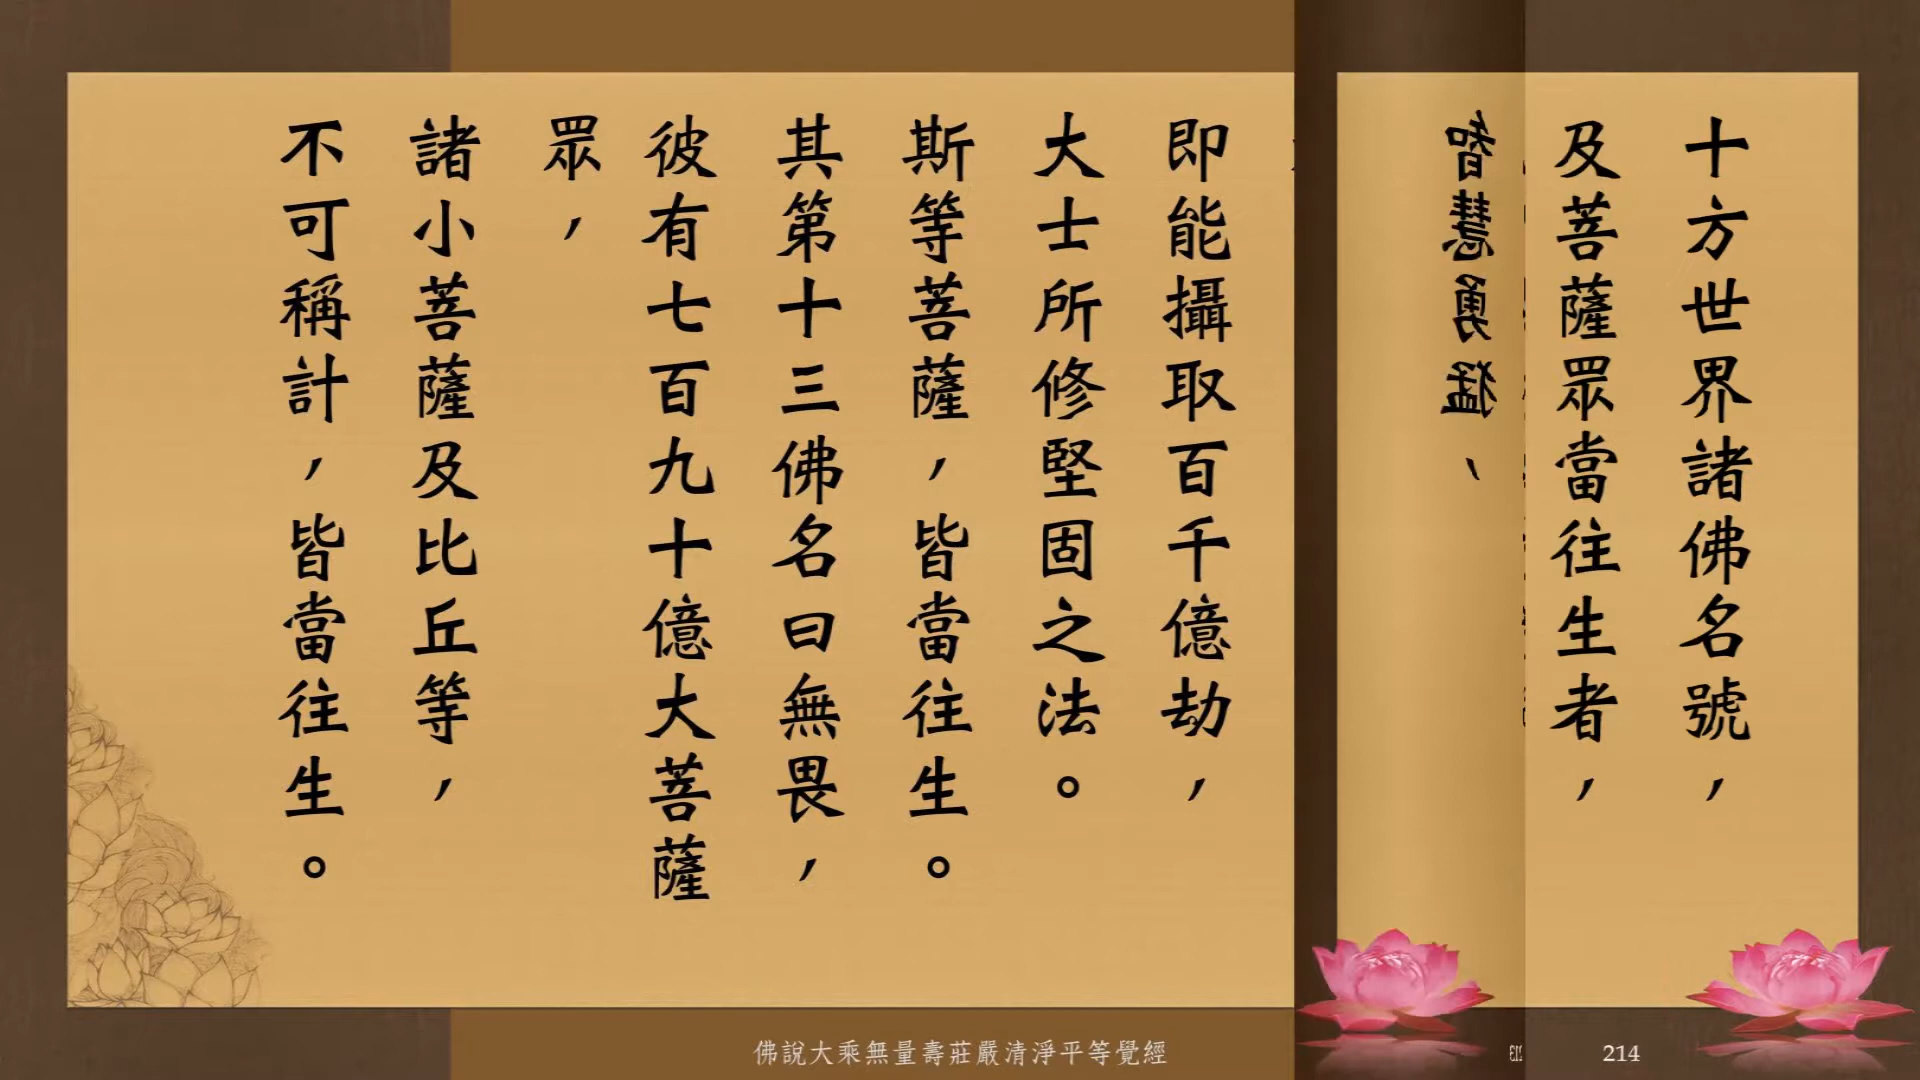 十方世界諸佛名號，
及菩薩眾當往生者，
智慧勇猛，
即能攝取百千億劫，
大士所修堅固之法。
斯等菩薩，皆當往生。
其第十三佛名曰無畏，
彼有七百九十億大菩薩
眾，
諸小菩薩及比丘等，
不可稱計，皆當往生。
佛說大乘無量壽莊嚴清淨平等覺經
214